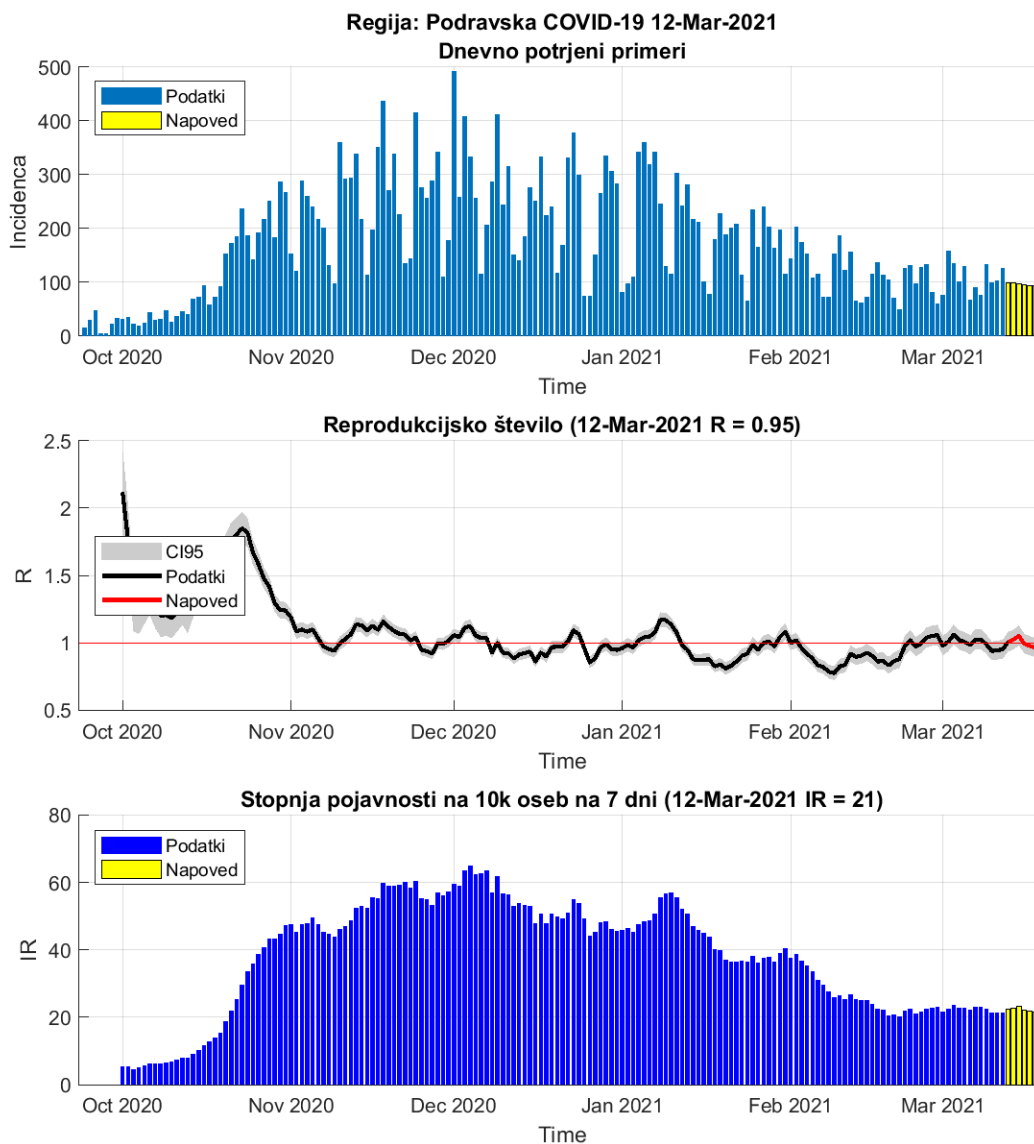 Regija: Podravska COVID-19 12-Mar-2021
Dnevno potrjeni primeri
500
400
300
200
100
0
Incidenca
Podatki
Napoved
Oct 2020 Nov 2020 Dec 2020 Jan 2021 Feb 2021 Mar 2021
Time
Reprodukcijsko število (12-Mar-2021 R = 0.95)
2.5
2
1.5
1
0.5
R
CI95
Podatki
Napoved
Oct 2020 Nov 2020 Dec 2020 Jan 2021 Feb 2021 Mar 2021
Time
Stopnja pojavnosti na 10k oseb na 7 dni (12-Mar-2021 IR = 21)
80
60
40
20
0
IR
Podatki
Napoved
Oct 2020 Nov 2020 Dec 2020 Jan 2021 Feb 2021 Mar 2021
Time